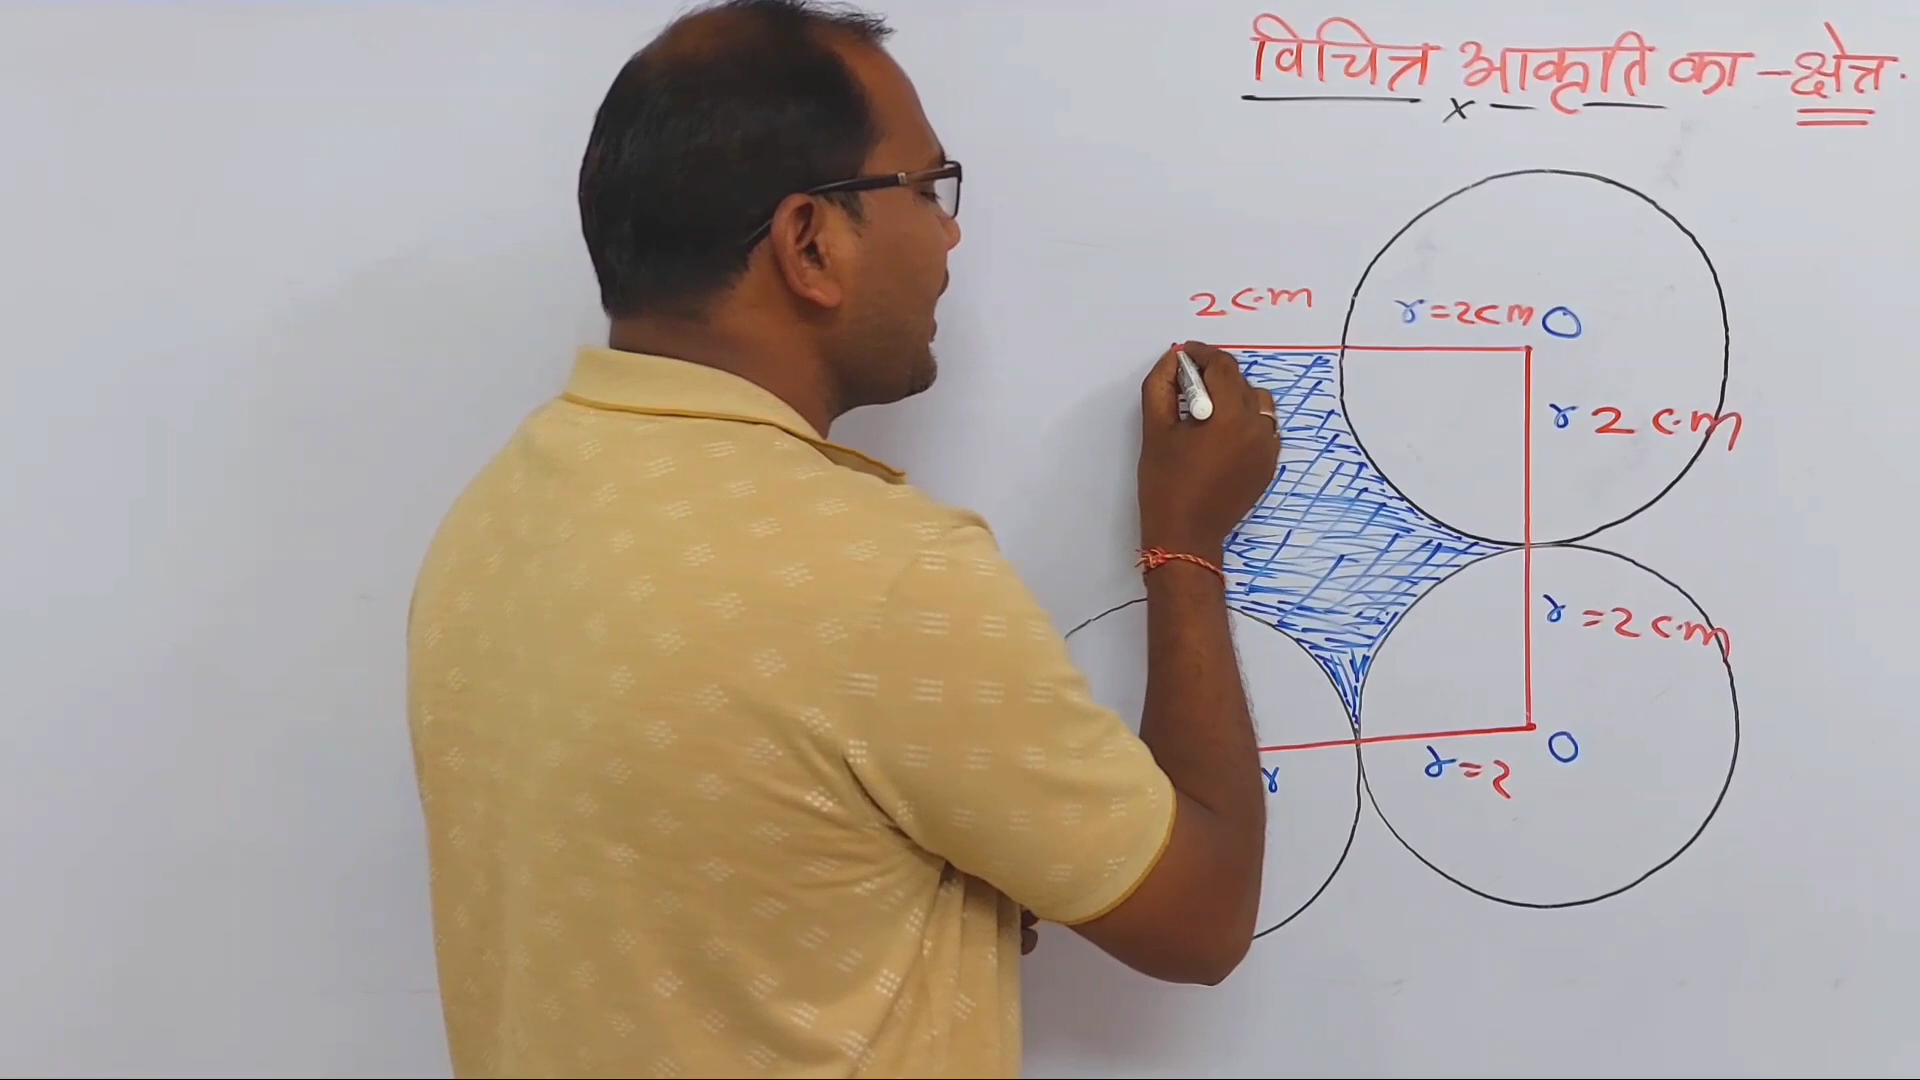 विचित्र आकृति का - क्षेत्र.
x
2 c.m
r=2cm O
r 2 c.m
r = 2 c.m
r
r=2
O